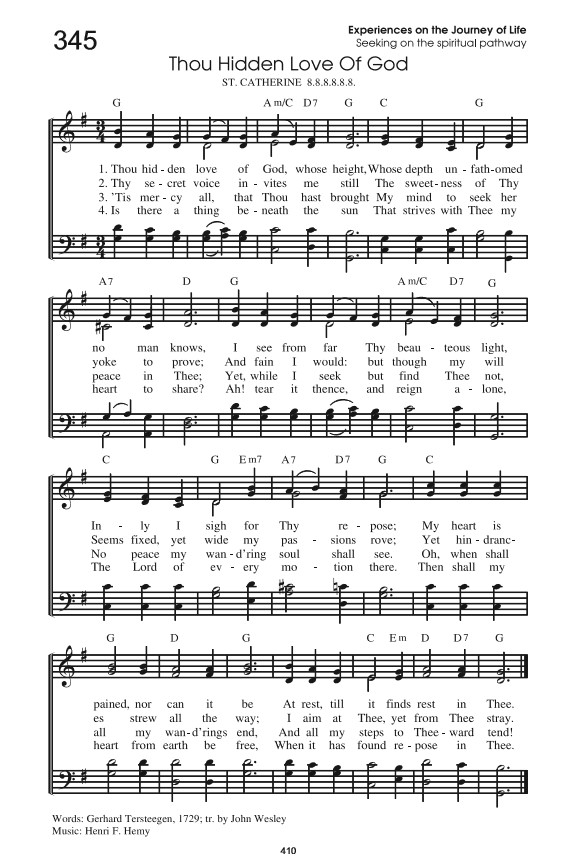 345
Experiences on the Journey of Life
Seeking on the spiritual pathway
Thou Hidden Love Of God
ST. CATHERINE 8.8.8.8.8.8.
G Am/C D7 G C G
1. Thou hid - den love of God, whose height, Whose depth un - fath-omed
2. Thy se - cret voice in - vites me still The sweet - ness of Thy
3. 'Tis mer - cy all, that Thou hast brought My mind to seek her
4. Is there a thing be - neath the sun That strives with Thee my
A7 D G Am/C D7 G
no man knows, I see from far Thy beau - teous light,
yoke to prove; And fain I would: but though my will
peace in Thee; Yet, while I seek but find Thee not,
heart to share? Ah! tear it thence, and reign a - lone,
C G Em7 A7 D7 G C
In - ly I sigh for Thy re - pose; My heart is
Seems fixed, yet wide my pas - sions rove; Yet hin - dranc-
No peace my wan - d'ring soul shall see. Oh, when shall
The Lord of ev - ery mo - tion there. Then shall my
G D G C Em D D7 G
pained, nor can it be At rest, till it finds rest in Thee.
es strew all the way; I aim at Thee, yet from Thee stray.
all my wan - d'rings end, And all my steps to Thee - ward tend!
heart from earth be free, When it has found re - pose in Thee.
Words: Gerhard Tersteegen, 1729; tr. by John Wesley
Music: Henri F. Hemy
410